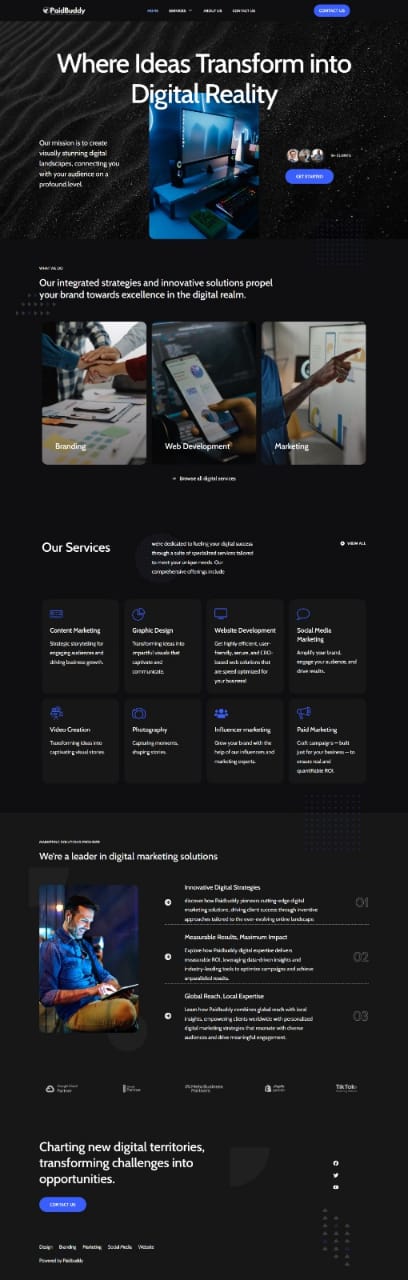 PaidBuddy
HOME SERVICES ABOUT US CONTACT US
CONTACT US
Where Ideas Transform into
Digital Reality
Our mission is to create
visually stunning digital
landscapes, connecting you
with your audience on a
profound level.
GET STARTED
WHAT WE DO
Our integrated strategies and innovative solutions propel
your brand towards excellence in the digital realm.
Branding
Web Development
Marketing
Browse all digital services
Our Services
we're dedicated to fueling your digital success
through a suite of specialized services tailored
to meet your unique needs. Our
comprehensive offerings include
VIEW ALL
Content Marketing
Strategic storytelling for
engaging audiences and
driving business growth.
Graphic Design
Transforming ideas into
impactful visuals that
captivate and
communicate.
Website Development
Get highly efficient, user-
friendly, secure, and CRO-
based web solutions that
are speed optimized for
your business!
Social Media
Marketing
Amplify your brand,
engage your audience, and
drive results.
Video Creation
Transforming ideas into
captivating visual stories
Photography
Capturing moments,
shaping stories.
Influencer marketing
Grow your brand with the
help of our influencers and
marketing experts.
Paid Marketing
Craft campaigns — built
just for your business — to
ensure real and
quantifiable ROI.
MARKETING SOLUTIONS PROVIDER
We're a leader in digital marketing solutions
Innovative Digital Strategies
discover how Paidbuddy pioneers cutting-edge digital
marketing solutions, driving client success through inventive
approaches tailored to the ever-evolving online landscape.
01
Measurable Results, Maximum Impact
Explore how Paidbuddy digital expertise delivers
measurable ROI, leveraging data-driven insights and
industry-leading tools to optimize campaigns and achieve
unparalleled results.
02
Global Reach, Local Expertise
Learn how Paidbuddy combines global reach with local
insights, empowering clients worldwide with personalized
digital marketing strategies that resonate with diverse
audiences and drive meaningful engagement.
03
Google Cloud
Partner
Partner
Meta Business
Partners
shopify
TikTok
Charting new digital territories,
transforming challenges into
opportunities.
CONTACT US
Design Branding Marketing Social Media Website
Powered by Paidbuddy